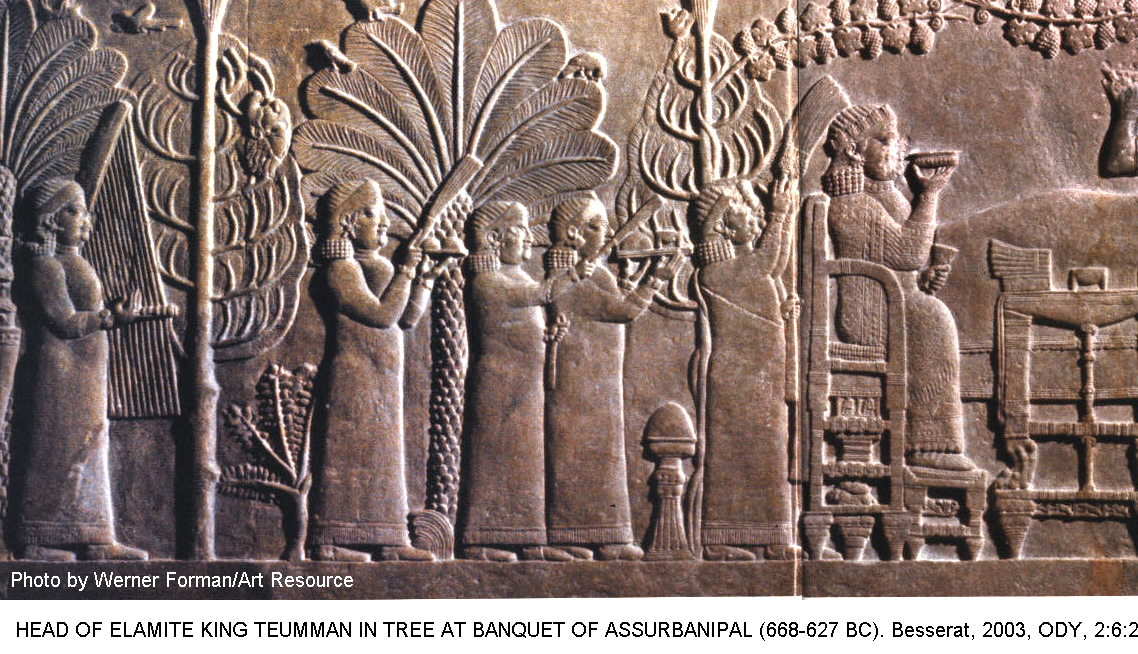 Photo by Werner Forman/Art Resource
HEAD OF ELAMITE KING TEUMMAN IN TREE AT BANQUET OF ASSURBANIPAL (668-627 BC). Besserat, 2003, ODY, 2:6:2